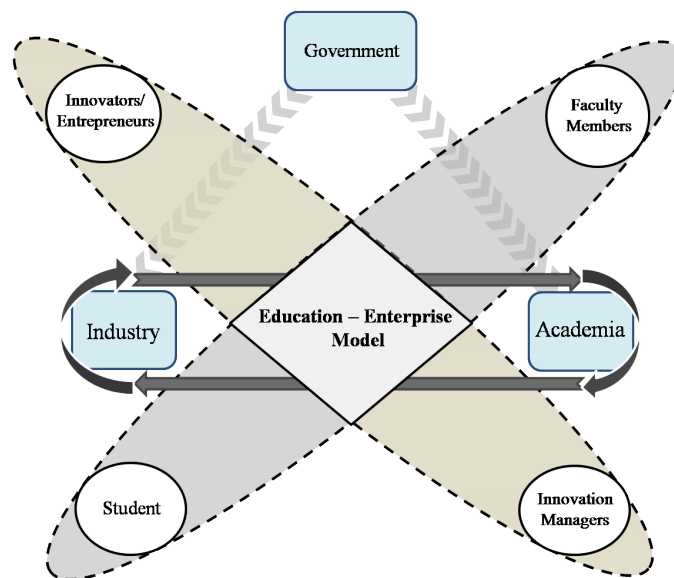 Government
Innovators/
Entrepreneurs
Faculty
Members
Industry
Education – Enterprise
Model
Academia
Student
Innovation
Managers